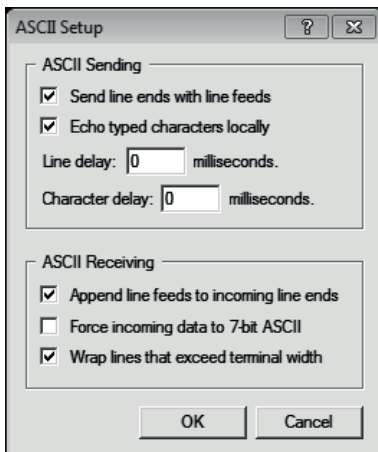 ASCII Setup
ASCII Sending
Send line ends with line feeds
Echo typed characters locally
Line delay: 0 milliseconds.
Character delay: 0 milliseconds.
ASCII Receiving
Append line feeds to incoming line ends
Force incoming data to 7-bit ASCII
Wrap lines that exceed terminal width
OK Cancel